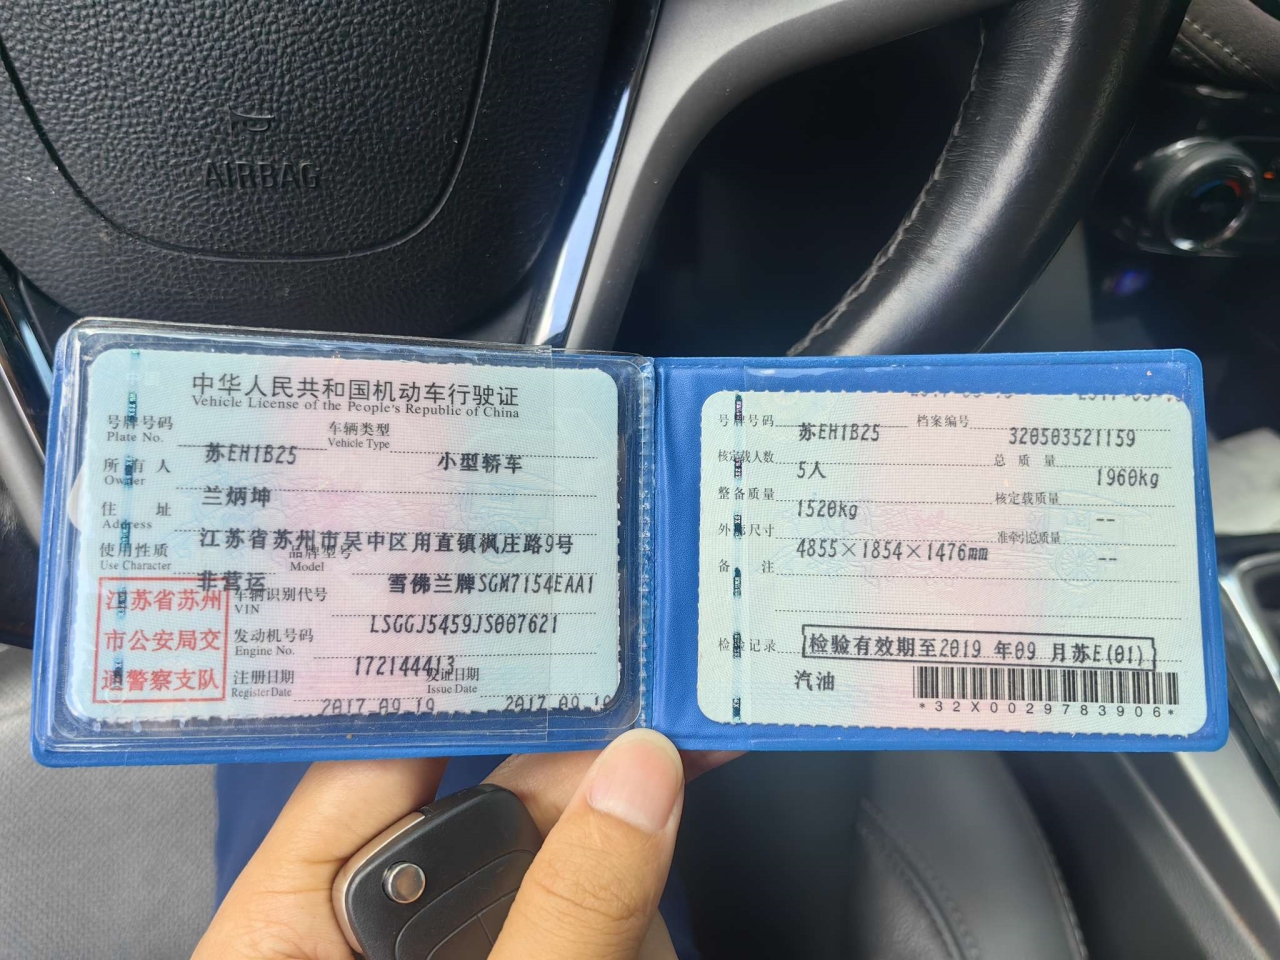 AIRBAG
中华人民共和国机动车行驶证
Vehicle License of the People's Republic of China
号牌号码 苏EH1B25 车辆类型 小型轿车
Plate No. Vehicle Type
所有人 兰炳坤
Owner
住址 江苏省苏州市吴中区甪直镇枫庄路9号
Address
使用性质 非营运 品牌型号 雪佛兰牌SGM7154EAA1
Use Character Model
江苏省苏州
市公安局交
通警察支队
车辆识别代号 LSGGJ5459JS007621
VIN
发动机号码 172144413
Engine No.
注册日期 2017-09-19 发证日期 2017-09-19
Register Date Issue Date
号牌号码 苏EH1B25 档案编号 320503521159
核定载人数 5人 总质量 1960kg
整备质量 1520kg 核定载质量 --
外廓尺寸 4855×1854×1476mm 准牵引总质量 --
备注
检验记录 检验有效期至2019年09月苏E(01)
汽油
*32X0029783906*